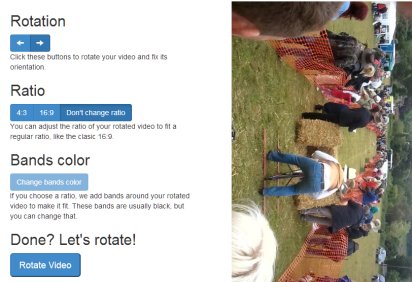 Rotation
Click these buttons to rotate your video and fix its
orientation.
Ratio
4:3 16:9 Don't change ratio
You can adjust the ratio of your rotated video to fit a
regular ratio, like the clasic 16:9.
Bands color
Change bands color
If you choose a ratio, we add bands around your rotated
video to make it fit. These bands are usually black, but
you can change that.
Done? Let's rotate!
Rotate Video